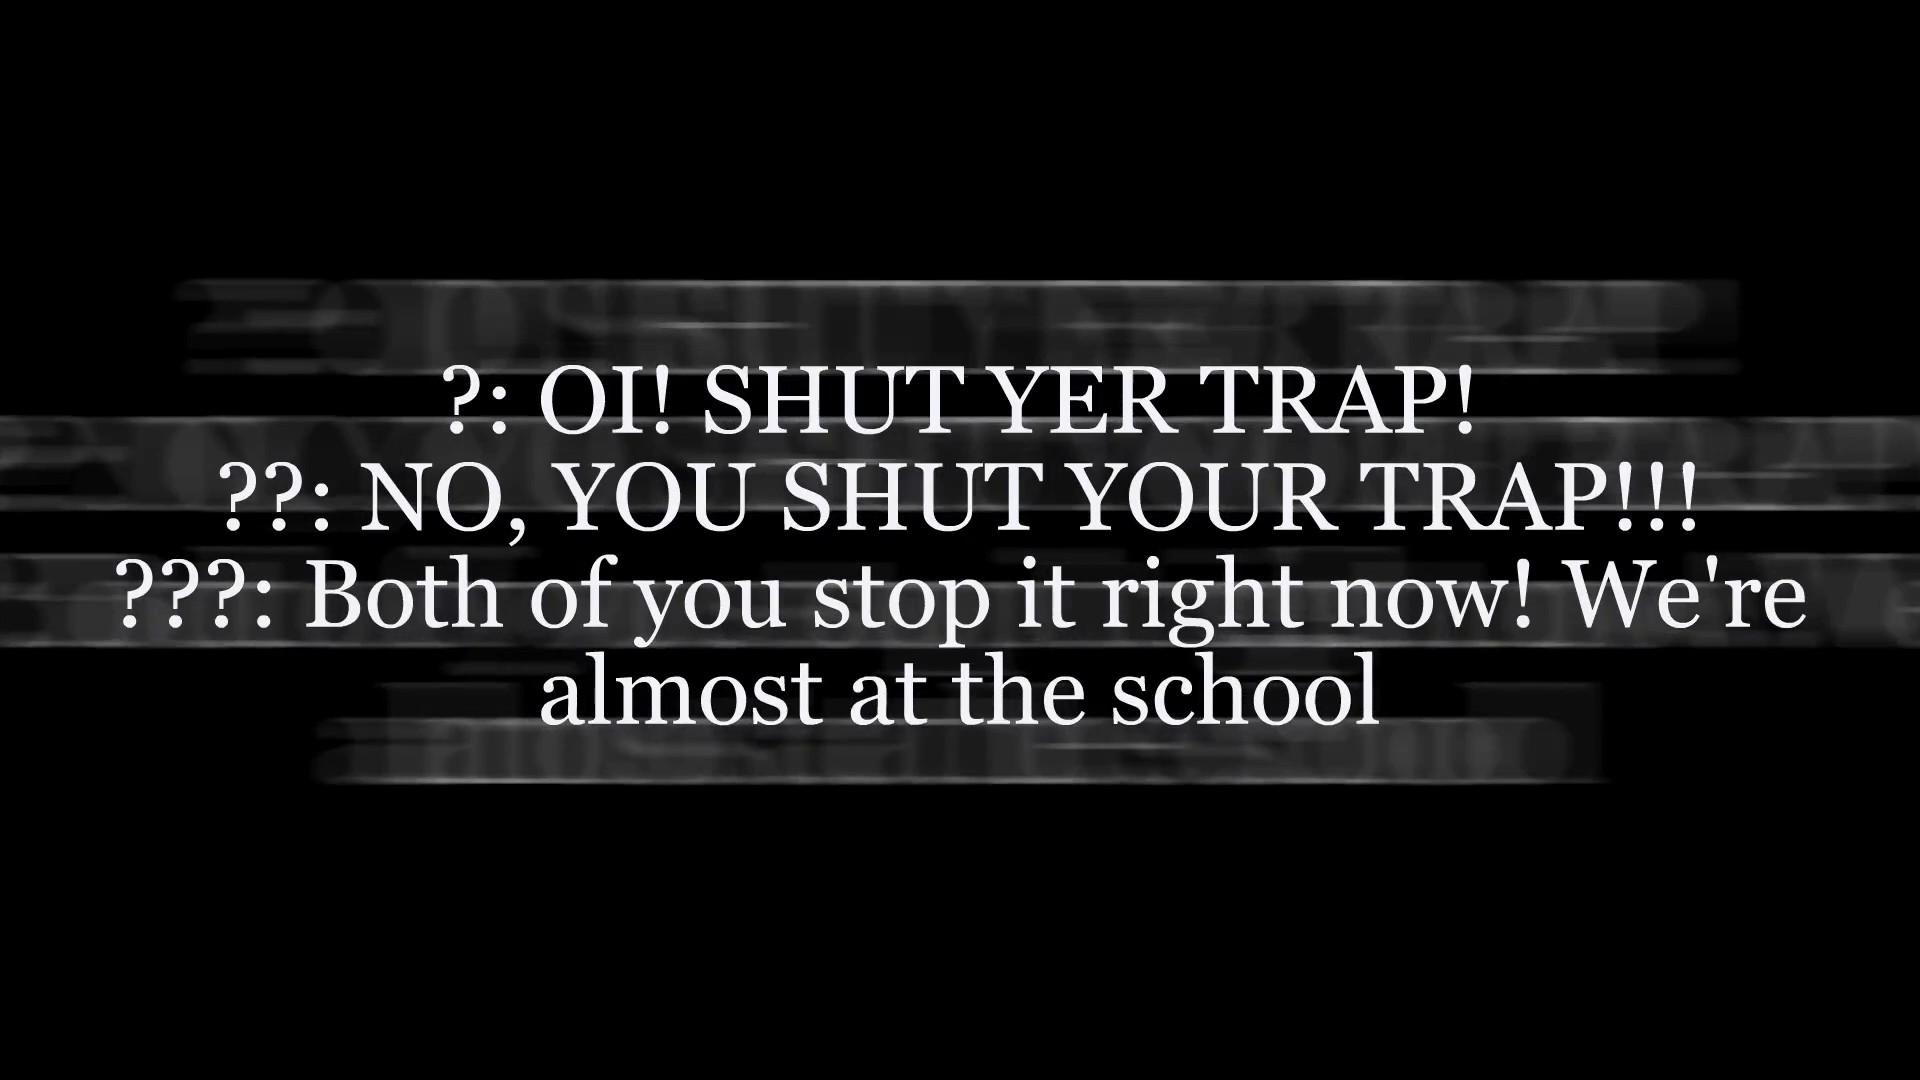 ?: OI! SHUT YER TRAP!
??: NO, YOU SHUT YOUR TRAP!!!
???: Both of you stop it right now! We're
almost at the school